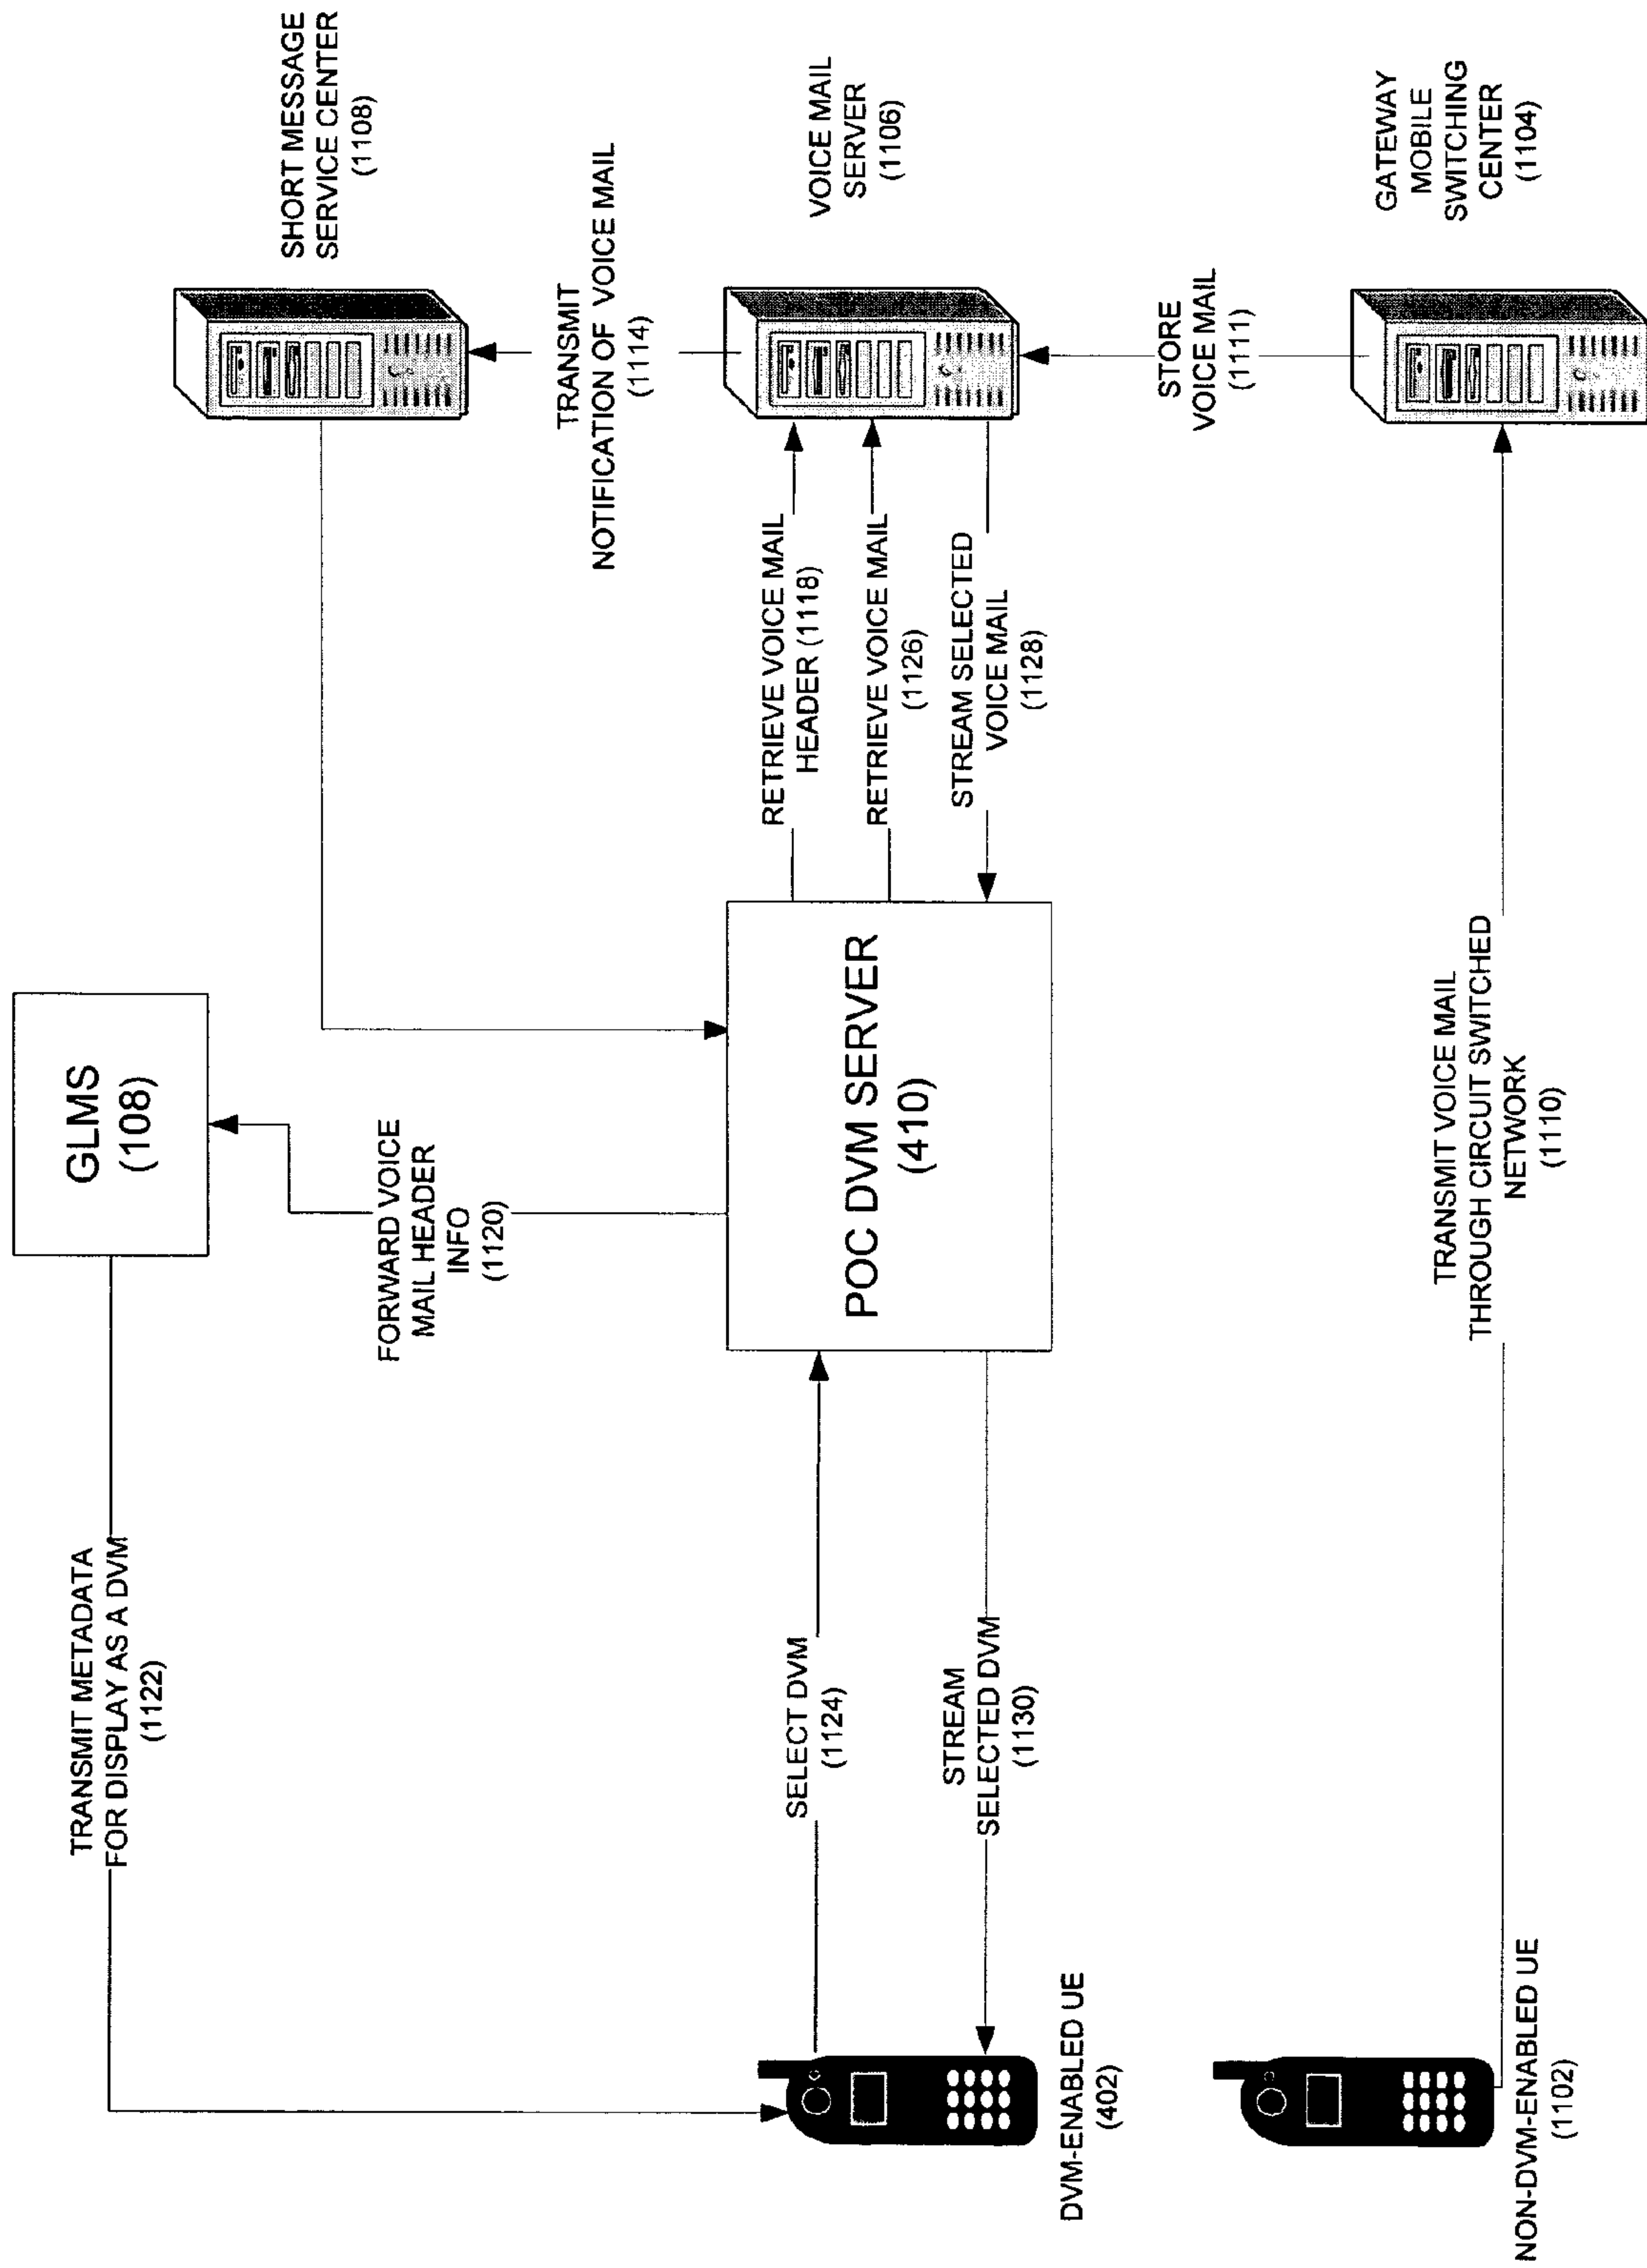 SHORT MESSAGE
SERVICE CENTER
(1108)
GLMS
(108)
TRANSMIT METADATA
FOR DISPLAY AS A DVM
(1122)
FORWARD VOICE
MAIL HEADER
INFO
(1120)
TRANSMIT
NOTIFICATION OF VOICE MAIL
(1114)
VOICE MAIL
SERVER
(1106)
RETRIEVE VOICE MAIL
HEADER (1118)
RETRIEVE VOICE MAIL
(1126)
STREAM SELECTED
VOICE MAIL
(1128)
POC DVM SERVER
(410)
SELECT DVM
(1124)
STREAM
SELECTED DVM
(1130)
DVM-ENABLED UE
(402)
STORE
VOICE MAIL
(1111)
GATEWAY
MOBILE
SWITCHING
CENTER
(1104)
TRANSMIT VOICE MAIL
THROUGH CIRCUIT SWITCHED
NETWORK
(1110)
NON-DVM-ENABLED UE
(1102)